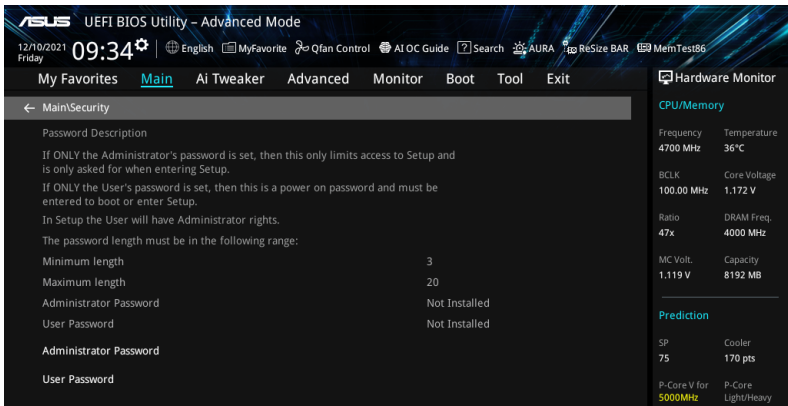 ASUS UEFI BIOS Utility – Advanced Mode
12/10/2021 Friday 09:34 English MyFavorite Qfan Control AI OC Guide ? Search AURA ReSize BAR MemTest86
My Favorites Main Ai Tweaker Advanced Monitor Boot Tool Exit
Hardware Monitor
← Main\Security
Password Description
If ONLY the Administrator's password is set, then this only limits access to Setup and
is only asked for when entering Setup.
If ONLY the User's password is set, then this is a power on password and must be
entered to boot or enter Setup.
In Setup the User will have Administrator rights.
The password length must be in the following range:
Minimum length 3
Maximum length 20
Administrator Password Not Installed
User Password Not Installed
Administrator Password
User Password
CPU/Memory
Frequency Temperature
4700 MHz 36°C
BCLK Core Voltage
100.00 MHz 1.172 V
Ratio DRAM Freq.
47x 4000 MHz
MC Volt. Capacity
1.119 V 8192 MB
Prediction
SP Cooler
75 170 pts
P-Core V for P-Core
5000MHz Light/Heavy